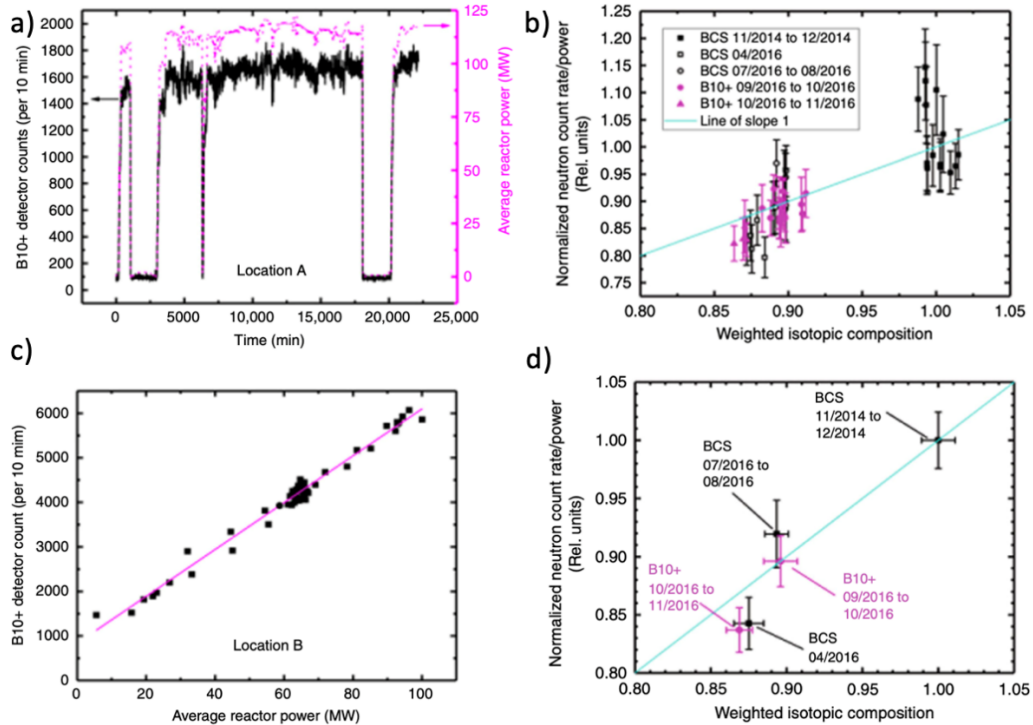 a)
B10+ detector counts (per 10 min)
2000
1800
1600
1400
1200
1000
800
600
400
200
0
Location A
0
5000
10,000
15,000
20,000
25,000
Time (min)
125
100
75
50
25
0
Average reactor power (MW)
b)
Normalized neutron count rate/power
(Rel. units)
1.25
1.20
1.15
1.10
1.05
1.00
0.95
0.90
0.85
0.80
0.75
BCS 11/2014 to 12/2014
BCS 04/2016
BCS 07/2016 to 08/2016
B10+ 09/2016 to 10/2016
B10+ 10/2016 to 11/2016
Line of slope 1
0.80
0.85
0.90
0.95
1.00
1.05
Weighted isotopic composition
c)
B10+ detector count (per 10 mim)
6000
5000
4000
3000
2000
1000
0
Location B
0
20
40
60
80
100
Average reactor power (MW)
d)
Normalized neutron count rate/power
(Rel. units)
1.05
1.00
0.95
0.90
0.85
0.80
BCS
11/2014 to
12/2014
BCS
07/2016 to
08/2016
B10+
10/2016 to
11/2016
B10+
09/2016 to
10/2016
BCS
04/2016
0.80
0.85
0.90
0.95
1.00
1.05
Weighted isotopic composition